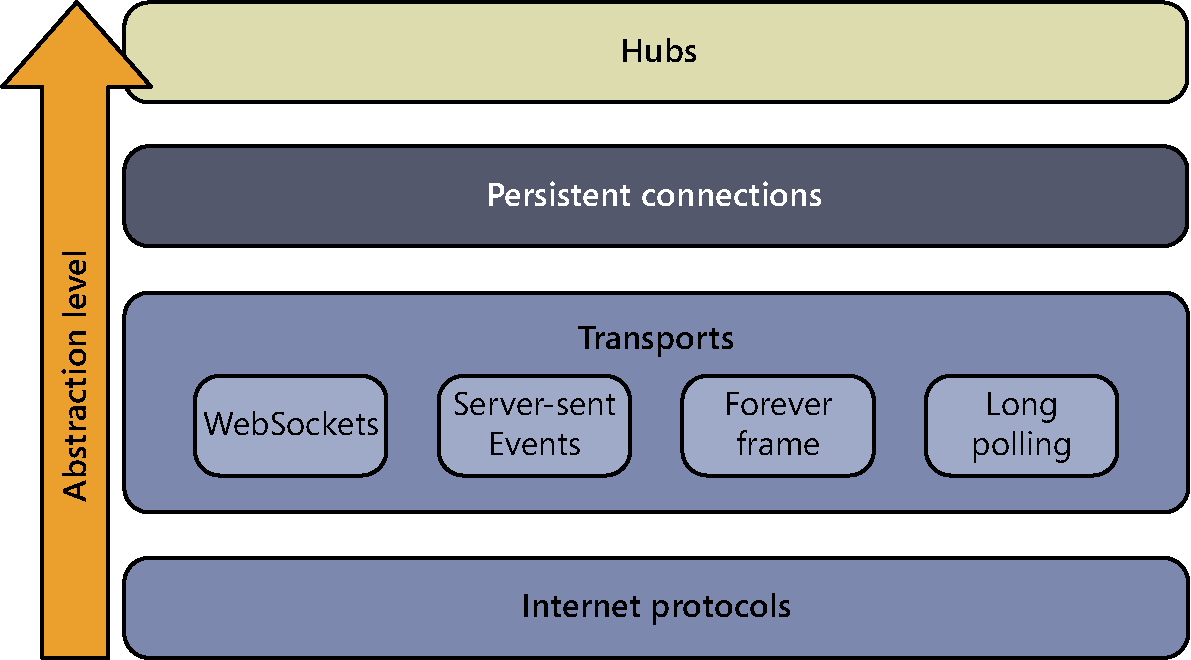 Hubs
Persistent connections
Abstraction level
Transports
WebSockets
Server-sent
Events
Forever
frame
Long
polling
Internet protocols